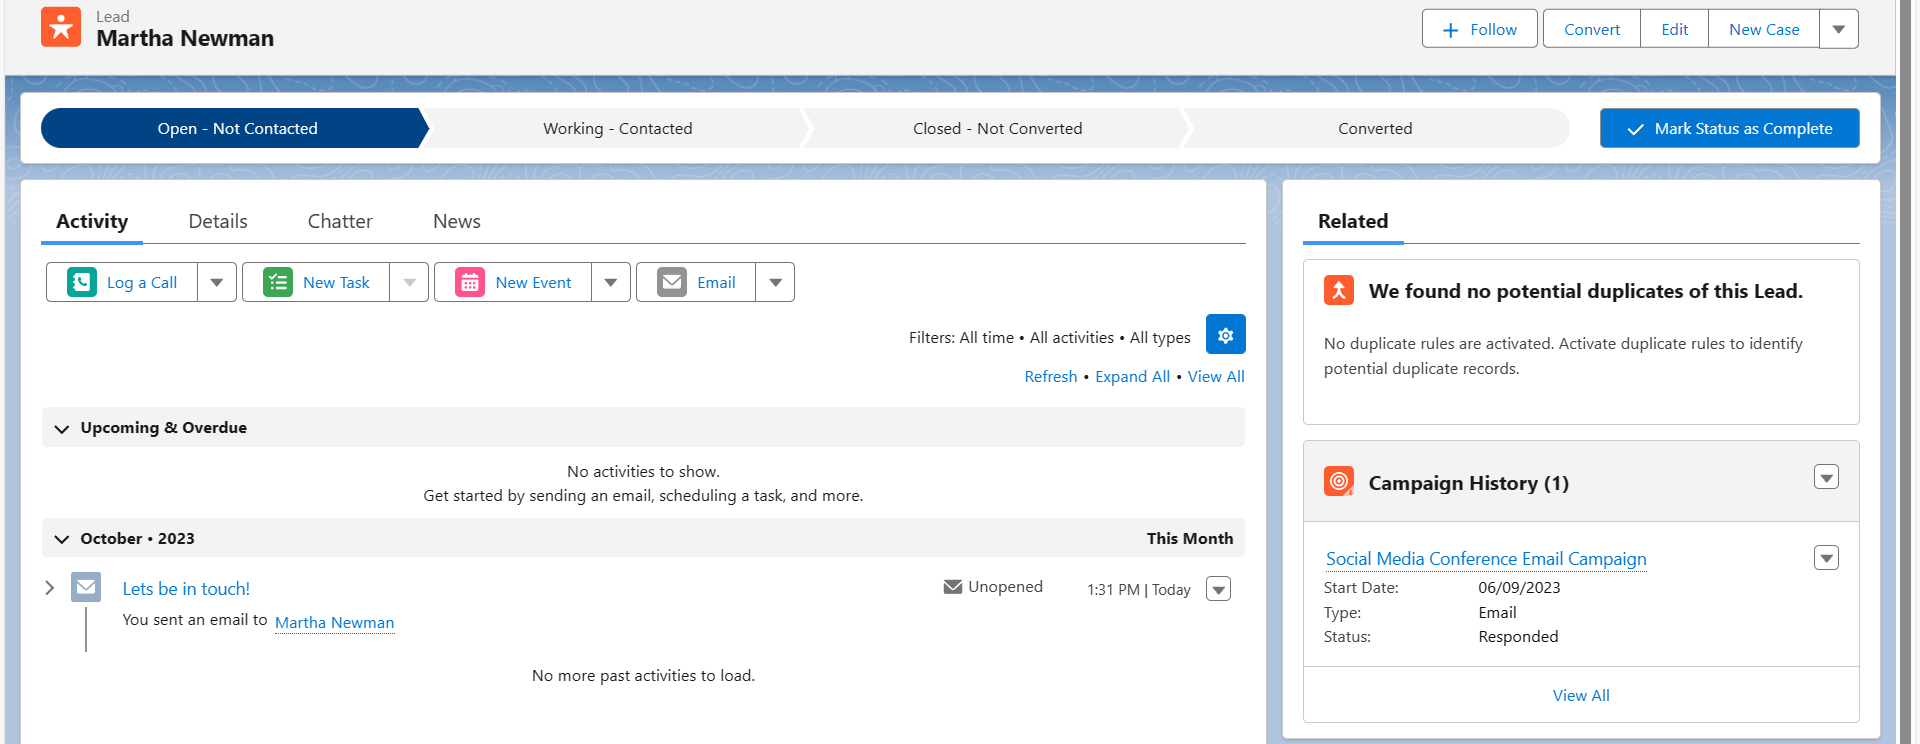 Lead
Martha Newman
Follow
Convert
Edit
New Case
Open - Not Contacted
Working - Contacted
Closed - Not Converted
Converted
Mark Status as Complete
Activity
Details
Chatter
News
Log a Call
New Task
New Event
Email
Filters: All time • All activities • All types
Refresh • Expand All • View All
Upcoming & Overdue
No activities to show.
Get started by sending an email, scheduling a task, and more.
October • 2023
This Month
Lets be in touch!
Unopened
1:31 PM | Today
You sent an email to Martha Newman
No more past activities to load.
Related
We found no potential duplicates of this Lead.
No duplicate rules are activated. Activate duplicate rules to identify
potential duplicate records.
Campaign History (1)
Social Media Conference Email Campaign
Start Date: 06/09/2023
Type: Email
Status: Responded
View All